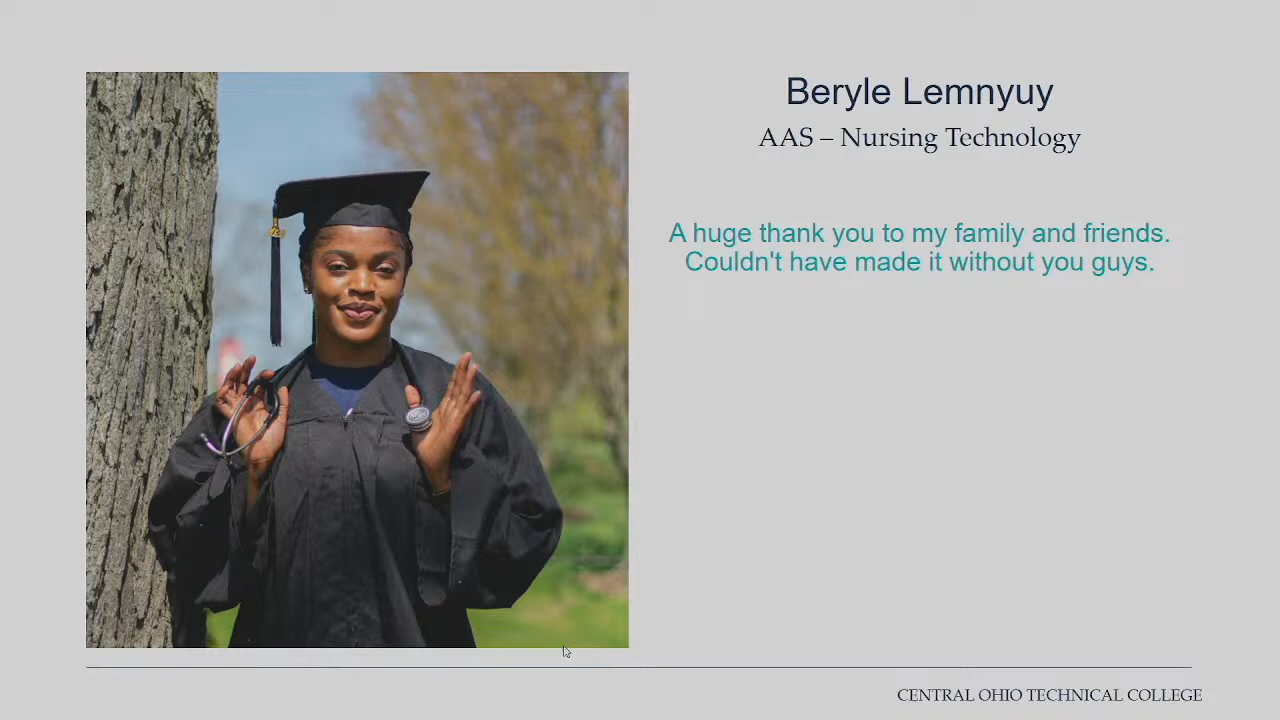 Beryle Lemnyuy
AAS – Nursing Technology
A huge thank you to my family and friends.
Couldn't have made it without you guys.
CENTRAL OHIO TECHNICAL COLLEGE